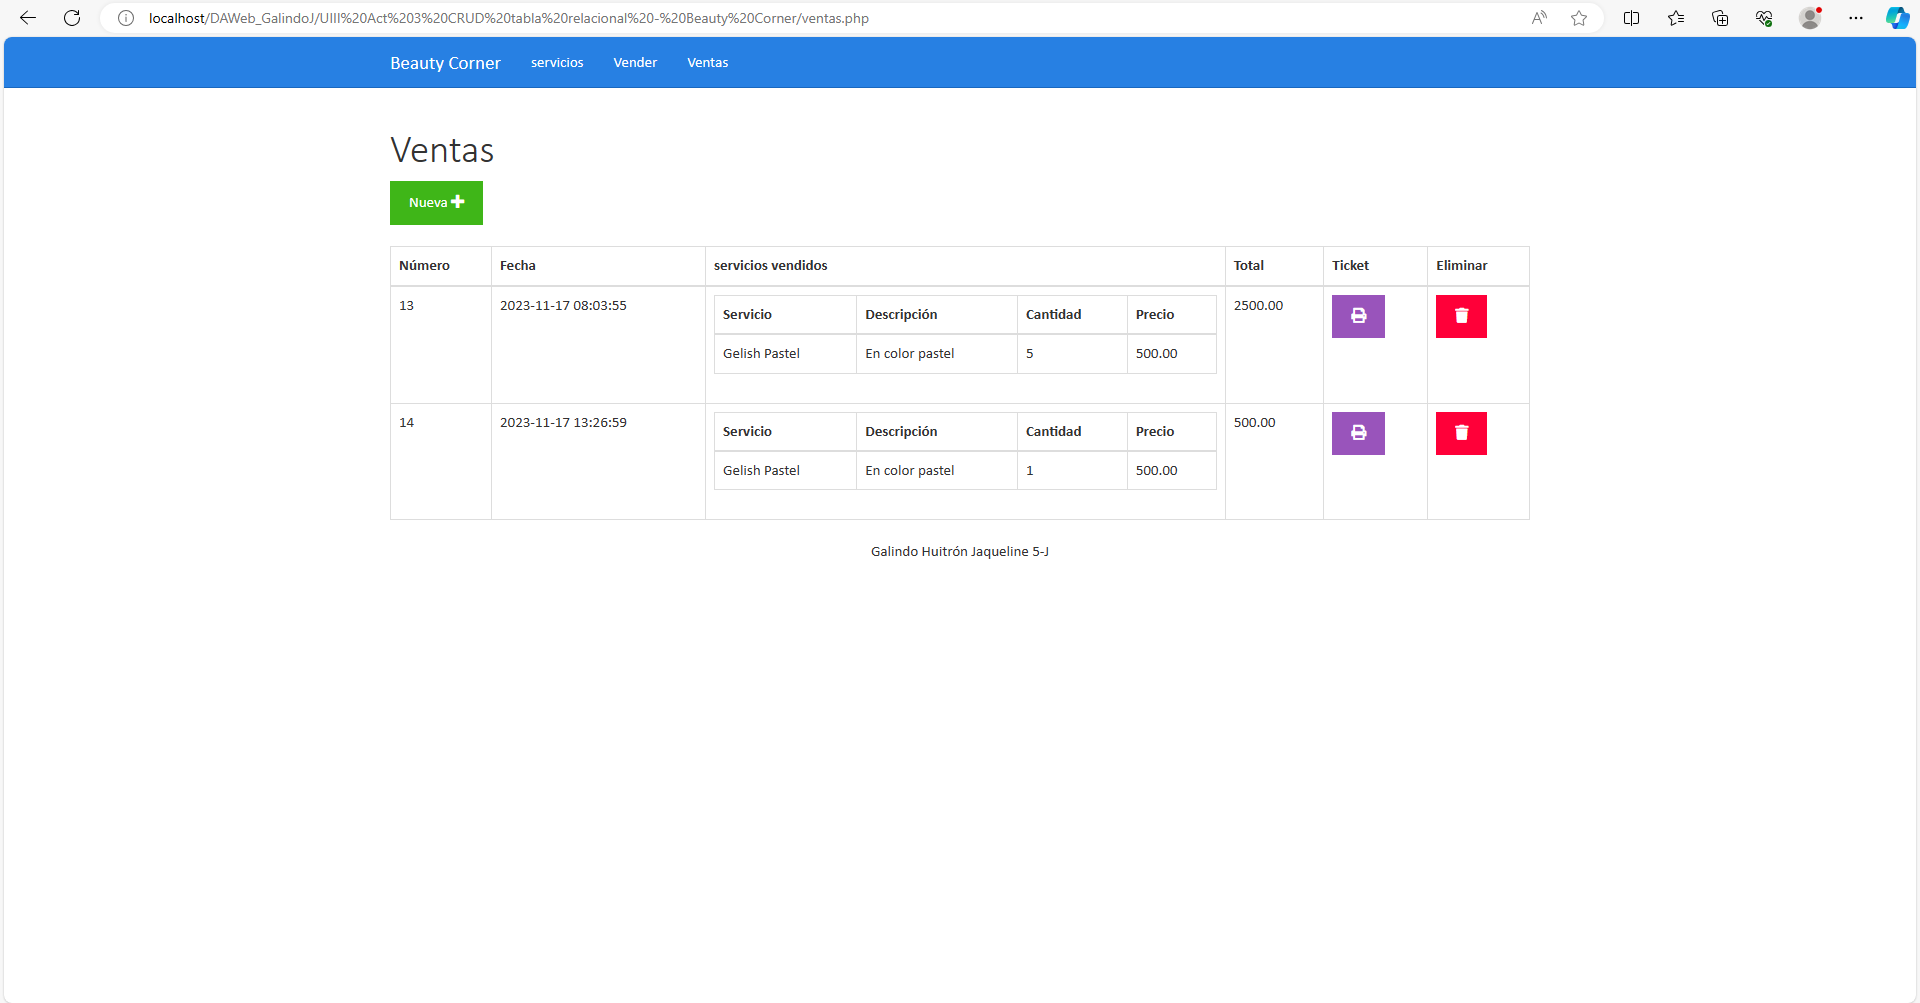 localhost/DAWeb_GalindoJ/UIII%20Act%203%20CRUD%20tabla%20relacional%20-%20Beauty%20Corner/ventas.php
Beauty Corner servicios Vender Ventas
Ventas
Nueva
Número Fecha servicios vendidos Total Ticket Eliminar
13 2023-11-17 08:03:55 2500.00
Servicio Descripción Cantidad Precio
Gelish Pastel En color pastel 5 500.00
14 2023-11-17 13:26:59 500.00
Servicio Descripción Cantidad Precio
Gelish Pastel En color pastel 1 500.00
Galindo Huitrón Jaqueline 5-J